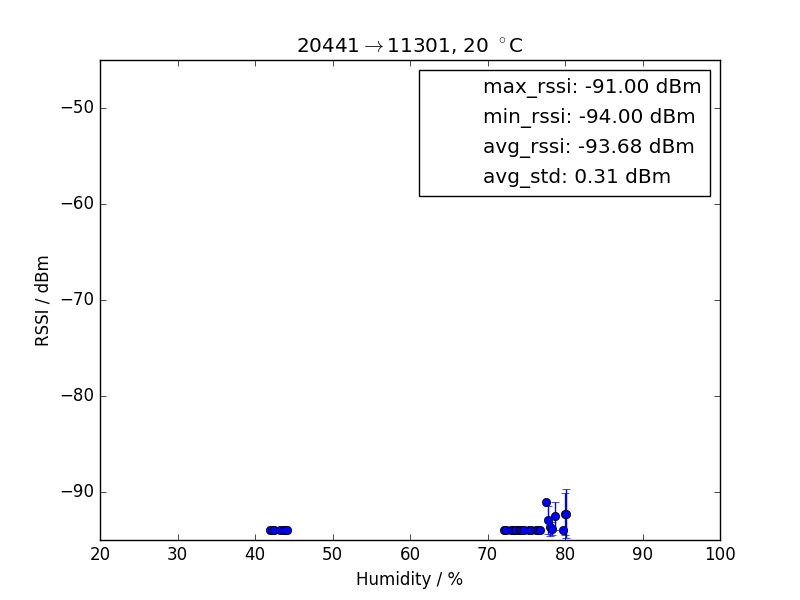 20441→11301, 20 °C
max_rssi: -91.00 dBm
min_rssi: -94.00 dBm
avg_rssi: -93.68 dBm
avg_std: 0.31 dBm
RSSI / dBm
−50
−60
−70
−80
−90
20 30 40 50 60 70 80 90 100
Humidity / %